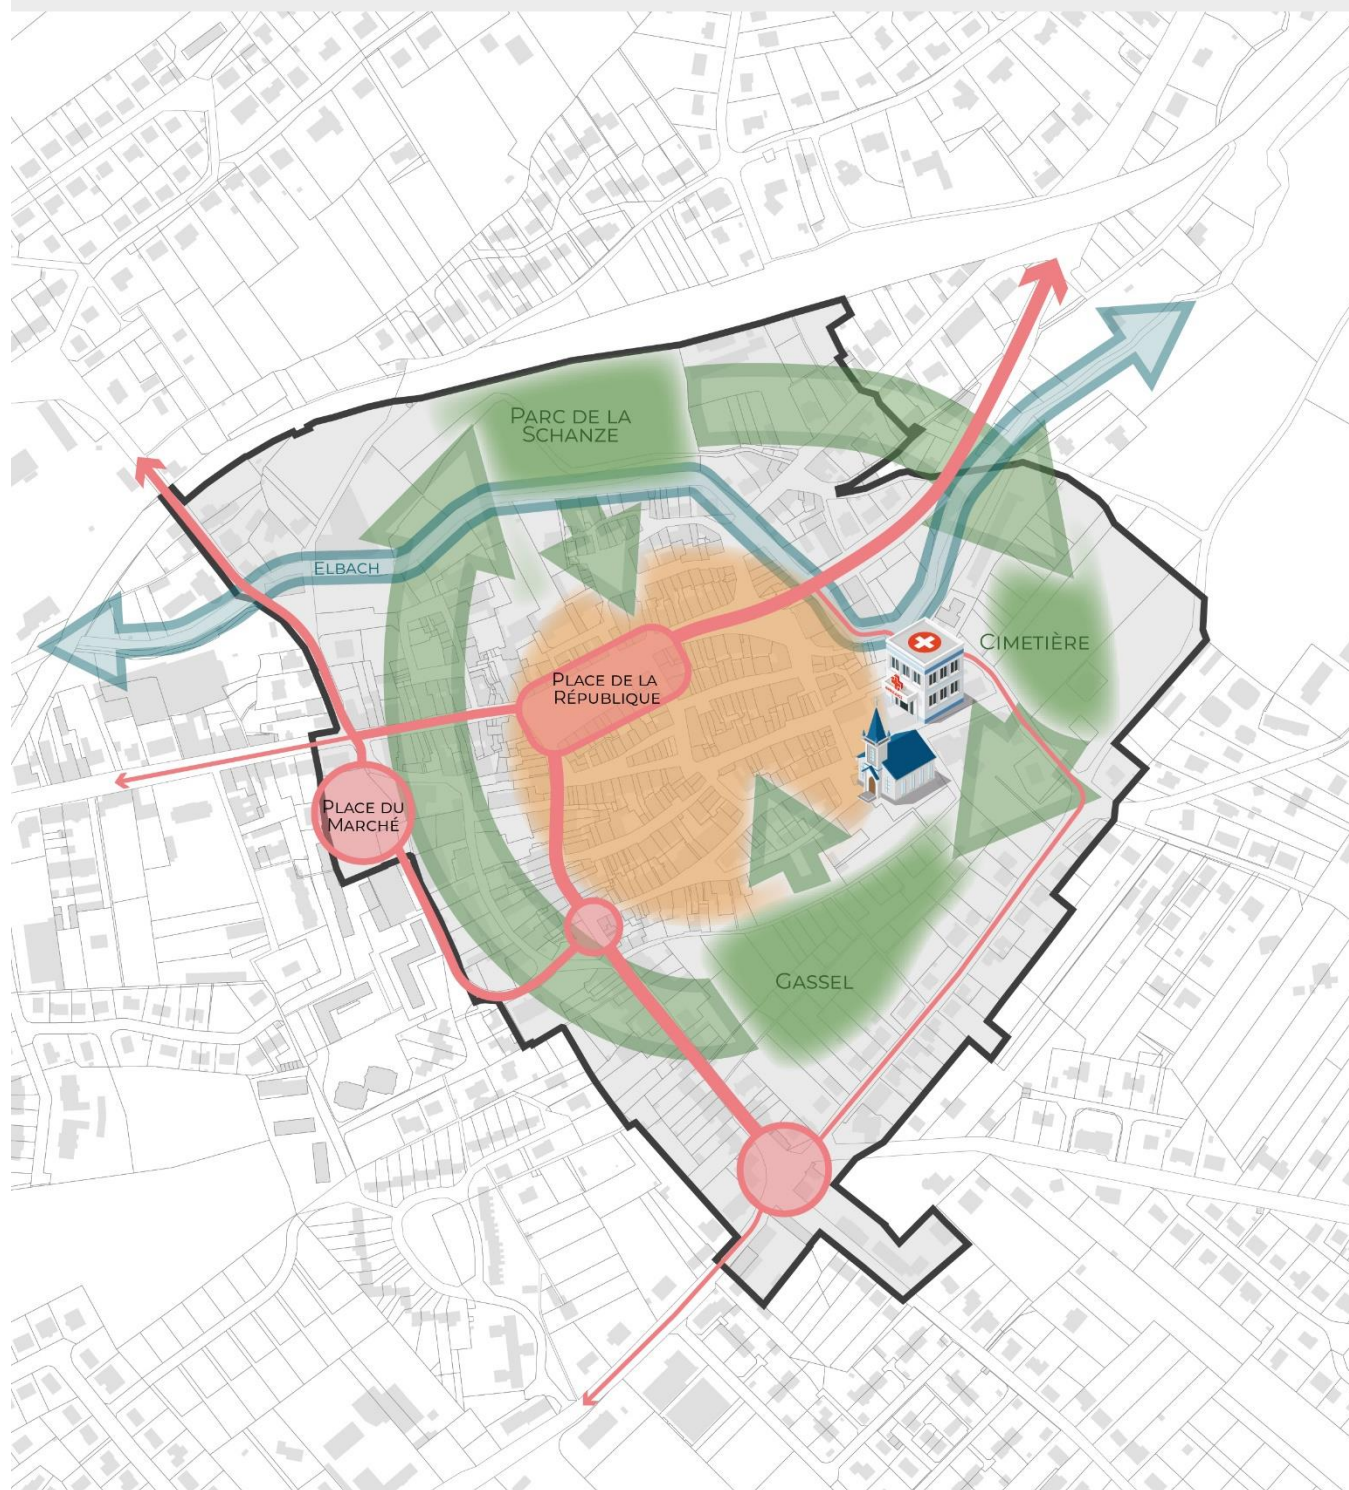 PARC DE LA
SCHANZE
ELBACH
CIMETIÈRE
PLACE DE LA
RÉPUBLIQUE
PLACE DU
MARCHÉ
GASSEL